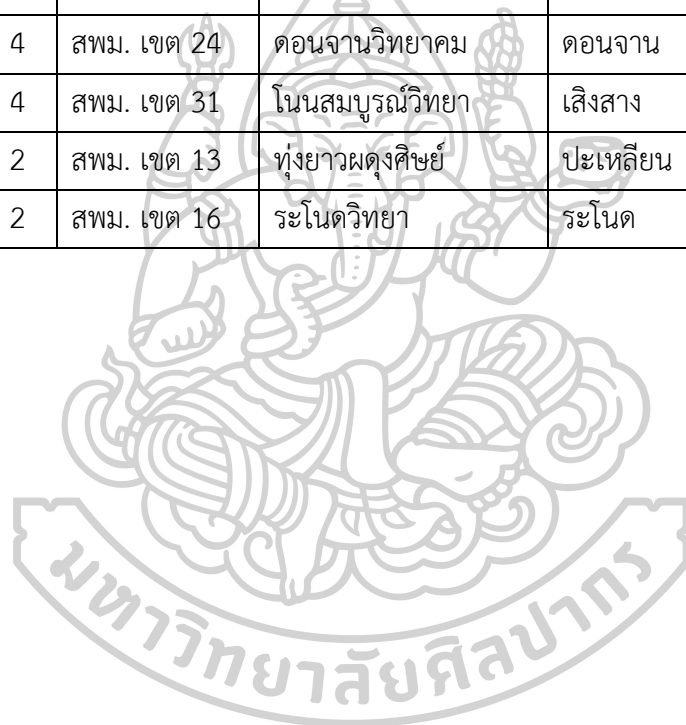 4 สพม. เขต 24 ดอนจานวิทยาคม ดอนจาน
4 สพม. เขต 31 โนนสมบูรณ์วิทยา เสิงสาง
2 สพม. เขต 13 ทุ่งยาวผดุงศิษย์ ปะเหลียน
2 สพม. เขต 16 ระโนดวิทยา ระโนด
มหาวิทยาลัยศิลปากร